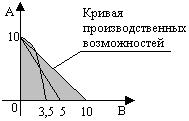 А
Кривая
производственных
возможностей
10
0
3,5 5 10 В